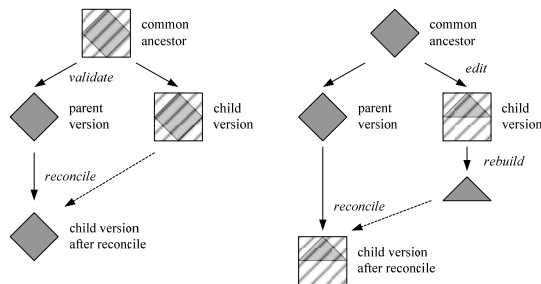 common
ancestor
validate
parent
version
child
version
reconcile
child version
after reconcile
common
ancestor
edit
parent
version
child
version
rebuild
reconcile
child version
after reconcile